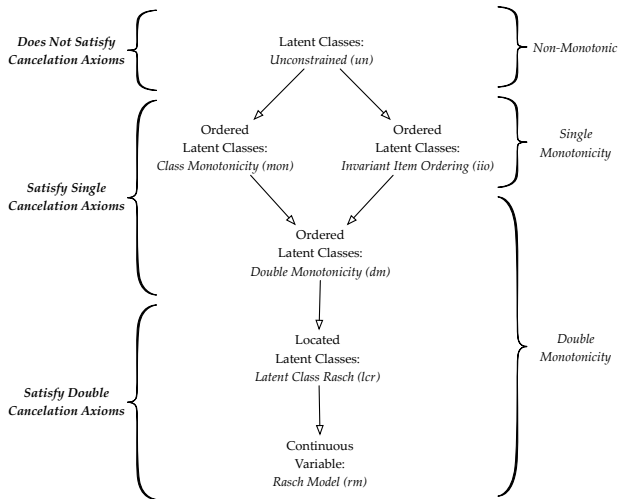 Does Not Satisfy
Cancelation Axioms
Latent Classes:
Unconstrained (un)
Non-Monotonic
Ordered
Latent Classes:
Class Monotonicity (mon)
Ordered
Latent Classes:
Invariant Item Ordering (iio)
Single
Monotonicity
Satisfy Single
Cancelation Axioms
Ordered
Latent Classes:
Double Monotonicity (dm)
Located
Latent Classes:
Latent Class Rasch (lcr)
Double
Monotonicity
Satisfy Double
Cancelation Axioms
Continuous
Variable:
Rasch Model (rm)